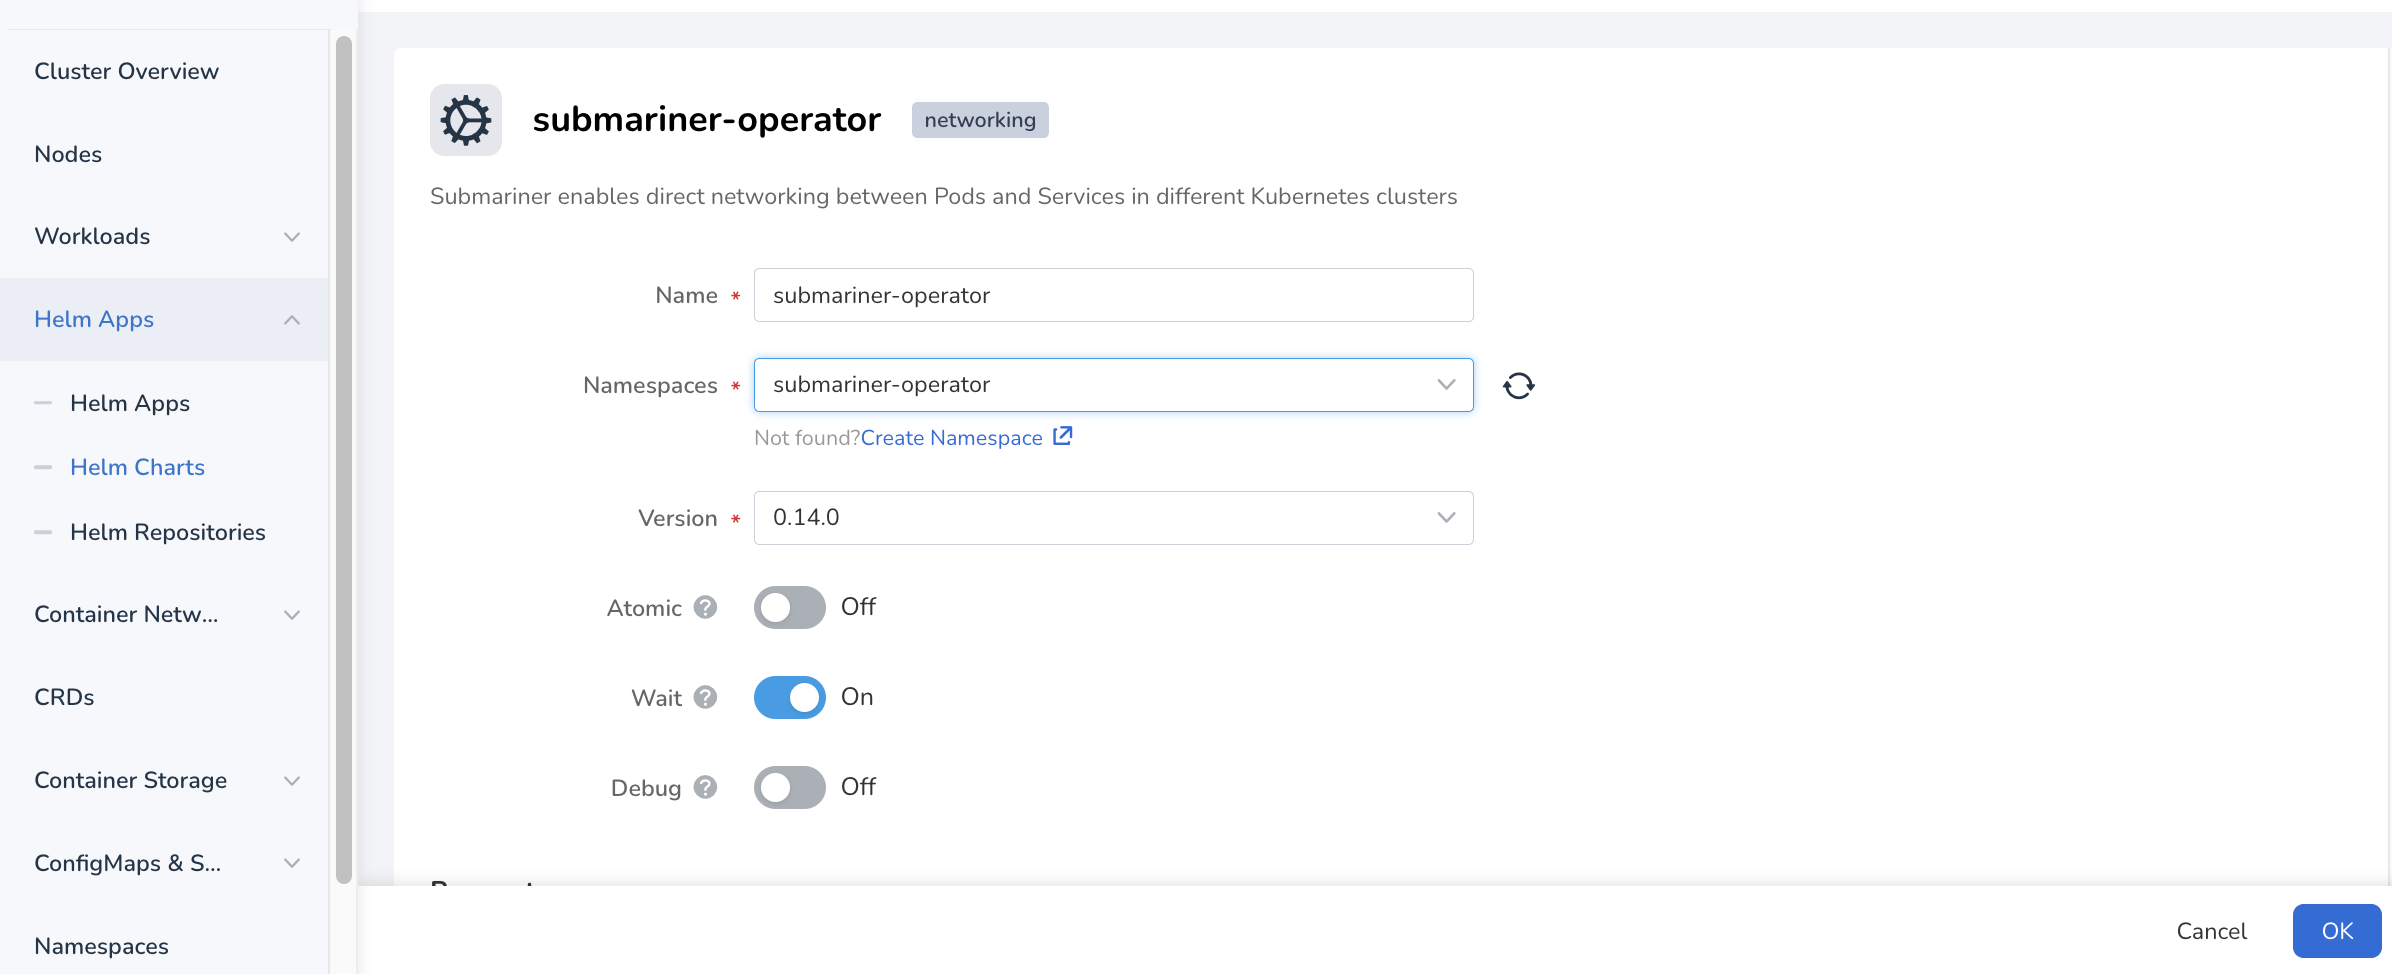 Cluster Overview
Nodes
Workloads
Helm Apps
Helm Apps
Helm Charts
Helm Repositories
Container Netw...
CRDs
Container Storage
ConfigMaps & S...
Namespaces
submariner-operator
networking
Submariner enables direct networking between Pods and Services in different Kubernetes clusters
Name * submariner-operator
Namespaces * submariner-operator
Not found?Create Namespace
Version * 0.14.0
Atomic ? Off
Wait ? On
Debug ? Off
Cancel
OK